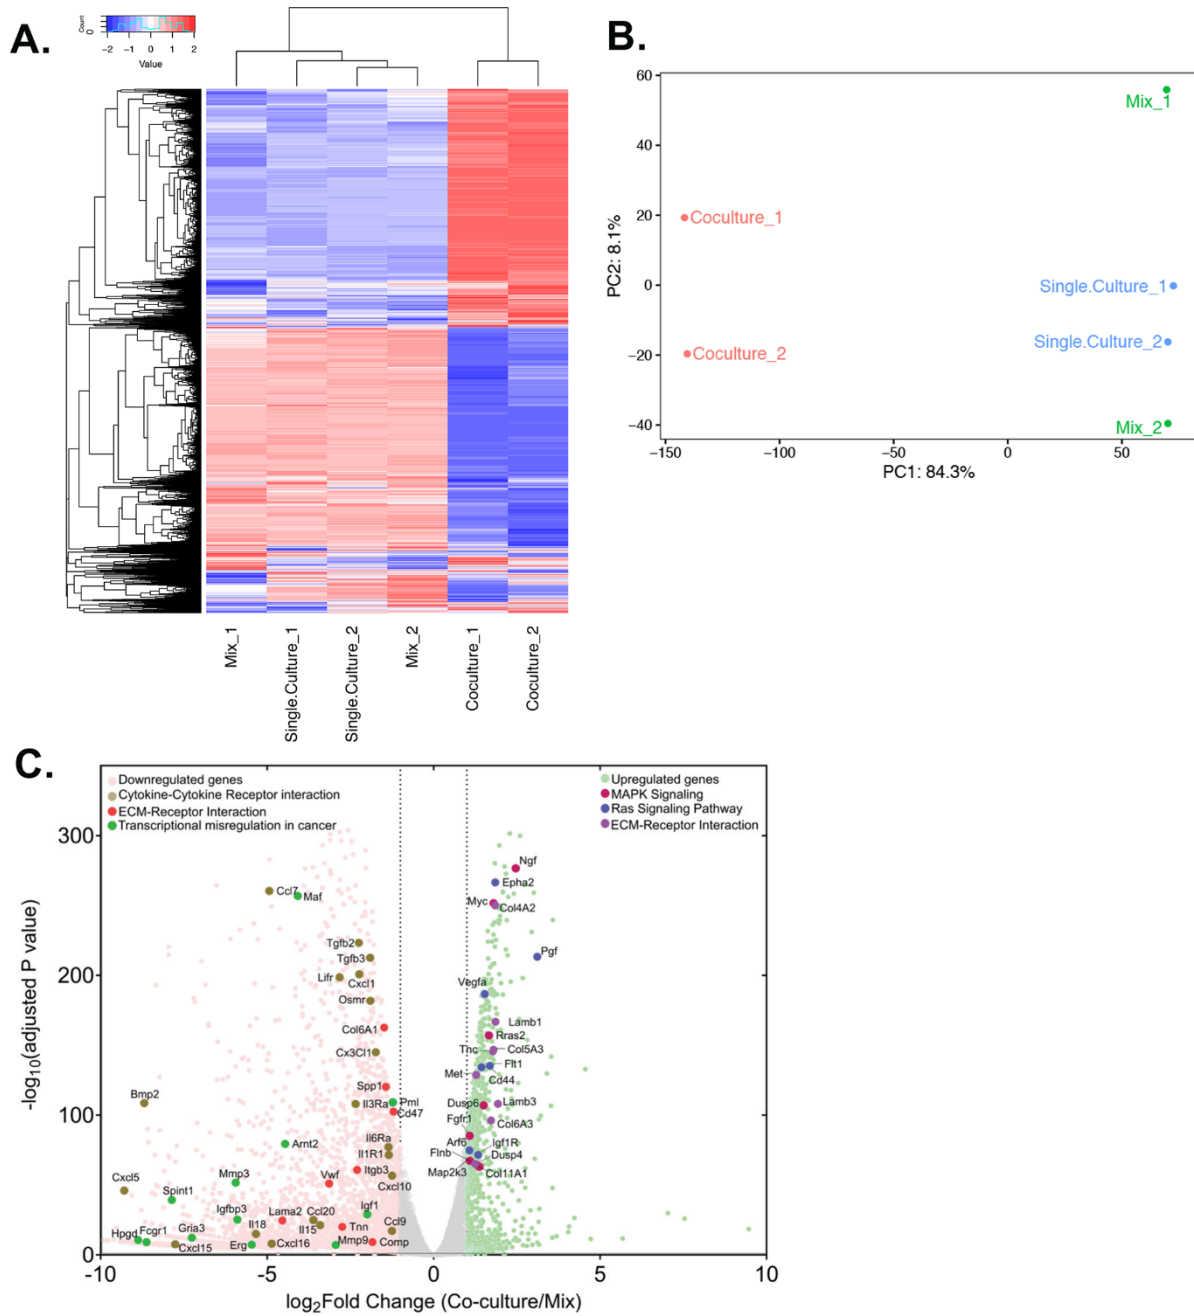 A.
Count
0
−2 −1 0 1 2
Value
Mix_1
Single.Culture_1
Single.Culture_2
Mix_2
Coculture_1
Coculture_2
B.
60
40
20
0
−20
−40
PC2: 8.1%
Mix_1
Coculture_1
Single.Culture_1
Single.Culture_2
Coculture_2
Mix_2
−150 −100 −50 0 50
PC1: 84.3%
C.
Downregulated genes
Cytokine-Cytokine Receptor interaction
ECM-Receptor Interaction
Transcriptional misregulation in cancer
Upregulated genes
MAPK Signaling
Ras Signaling Pathway
ECM-Receptor Interaction
300
200
100
0
-log10(adjusted P value)
Ccl7
Maf
Tgfb2
Tgfb3
Lifr
Cxcl1
Osmr
Col6A1
Cx3Cl1
Spp1
Bmp2
Il3Ra
Pml
Cd47
Arnt2
Il6Ra
Il1R1
Itgb3
Cxcl5
Mmp3
Vwf
Cxcl10
Spint1
Igfbp3
Lama2
Ccl20
Igf1
Hpgd
Fcgr1
Gria3
Il18
Il15
Tnn
Ccl9
Cxcl15
Erg
Cxcl16
Mmp9
Comp
Ngf
Epha2
Myc
Col4A2
Pgf
Vegfa
Lamb1
Rras2
Thc
Col5A3
Flt1
Met
Cd44
Dusp6
Lamb3
Fgfr1
Col6A3
Arf6
Igf1R
Flnb
Dusp4
Map2k3
Col11A1
-10 -5 0 5 10
log2Fold Change (Co-culture/Mix)